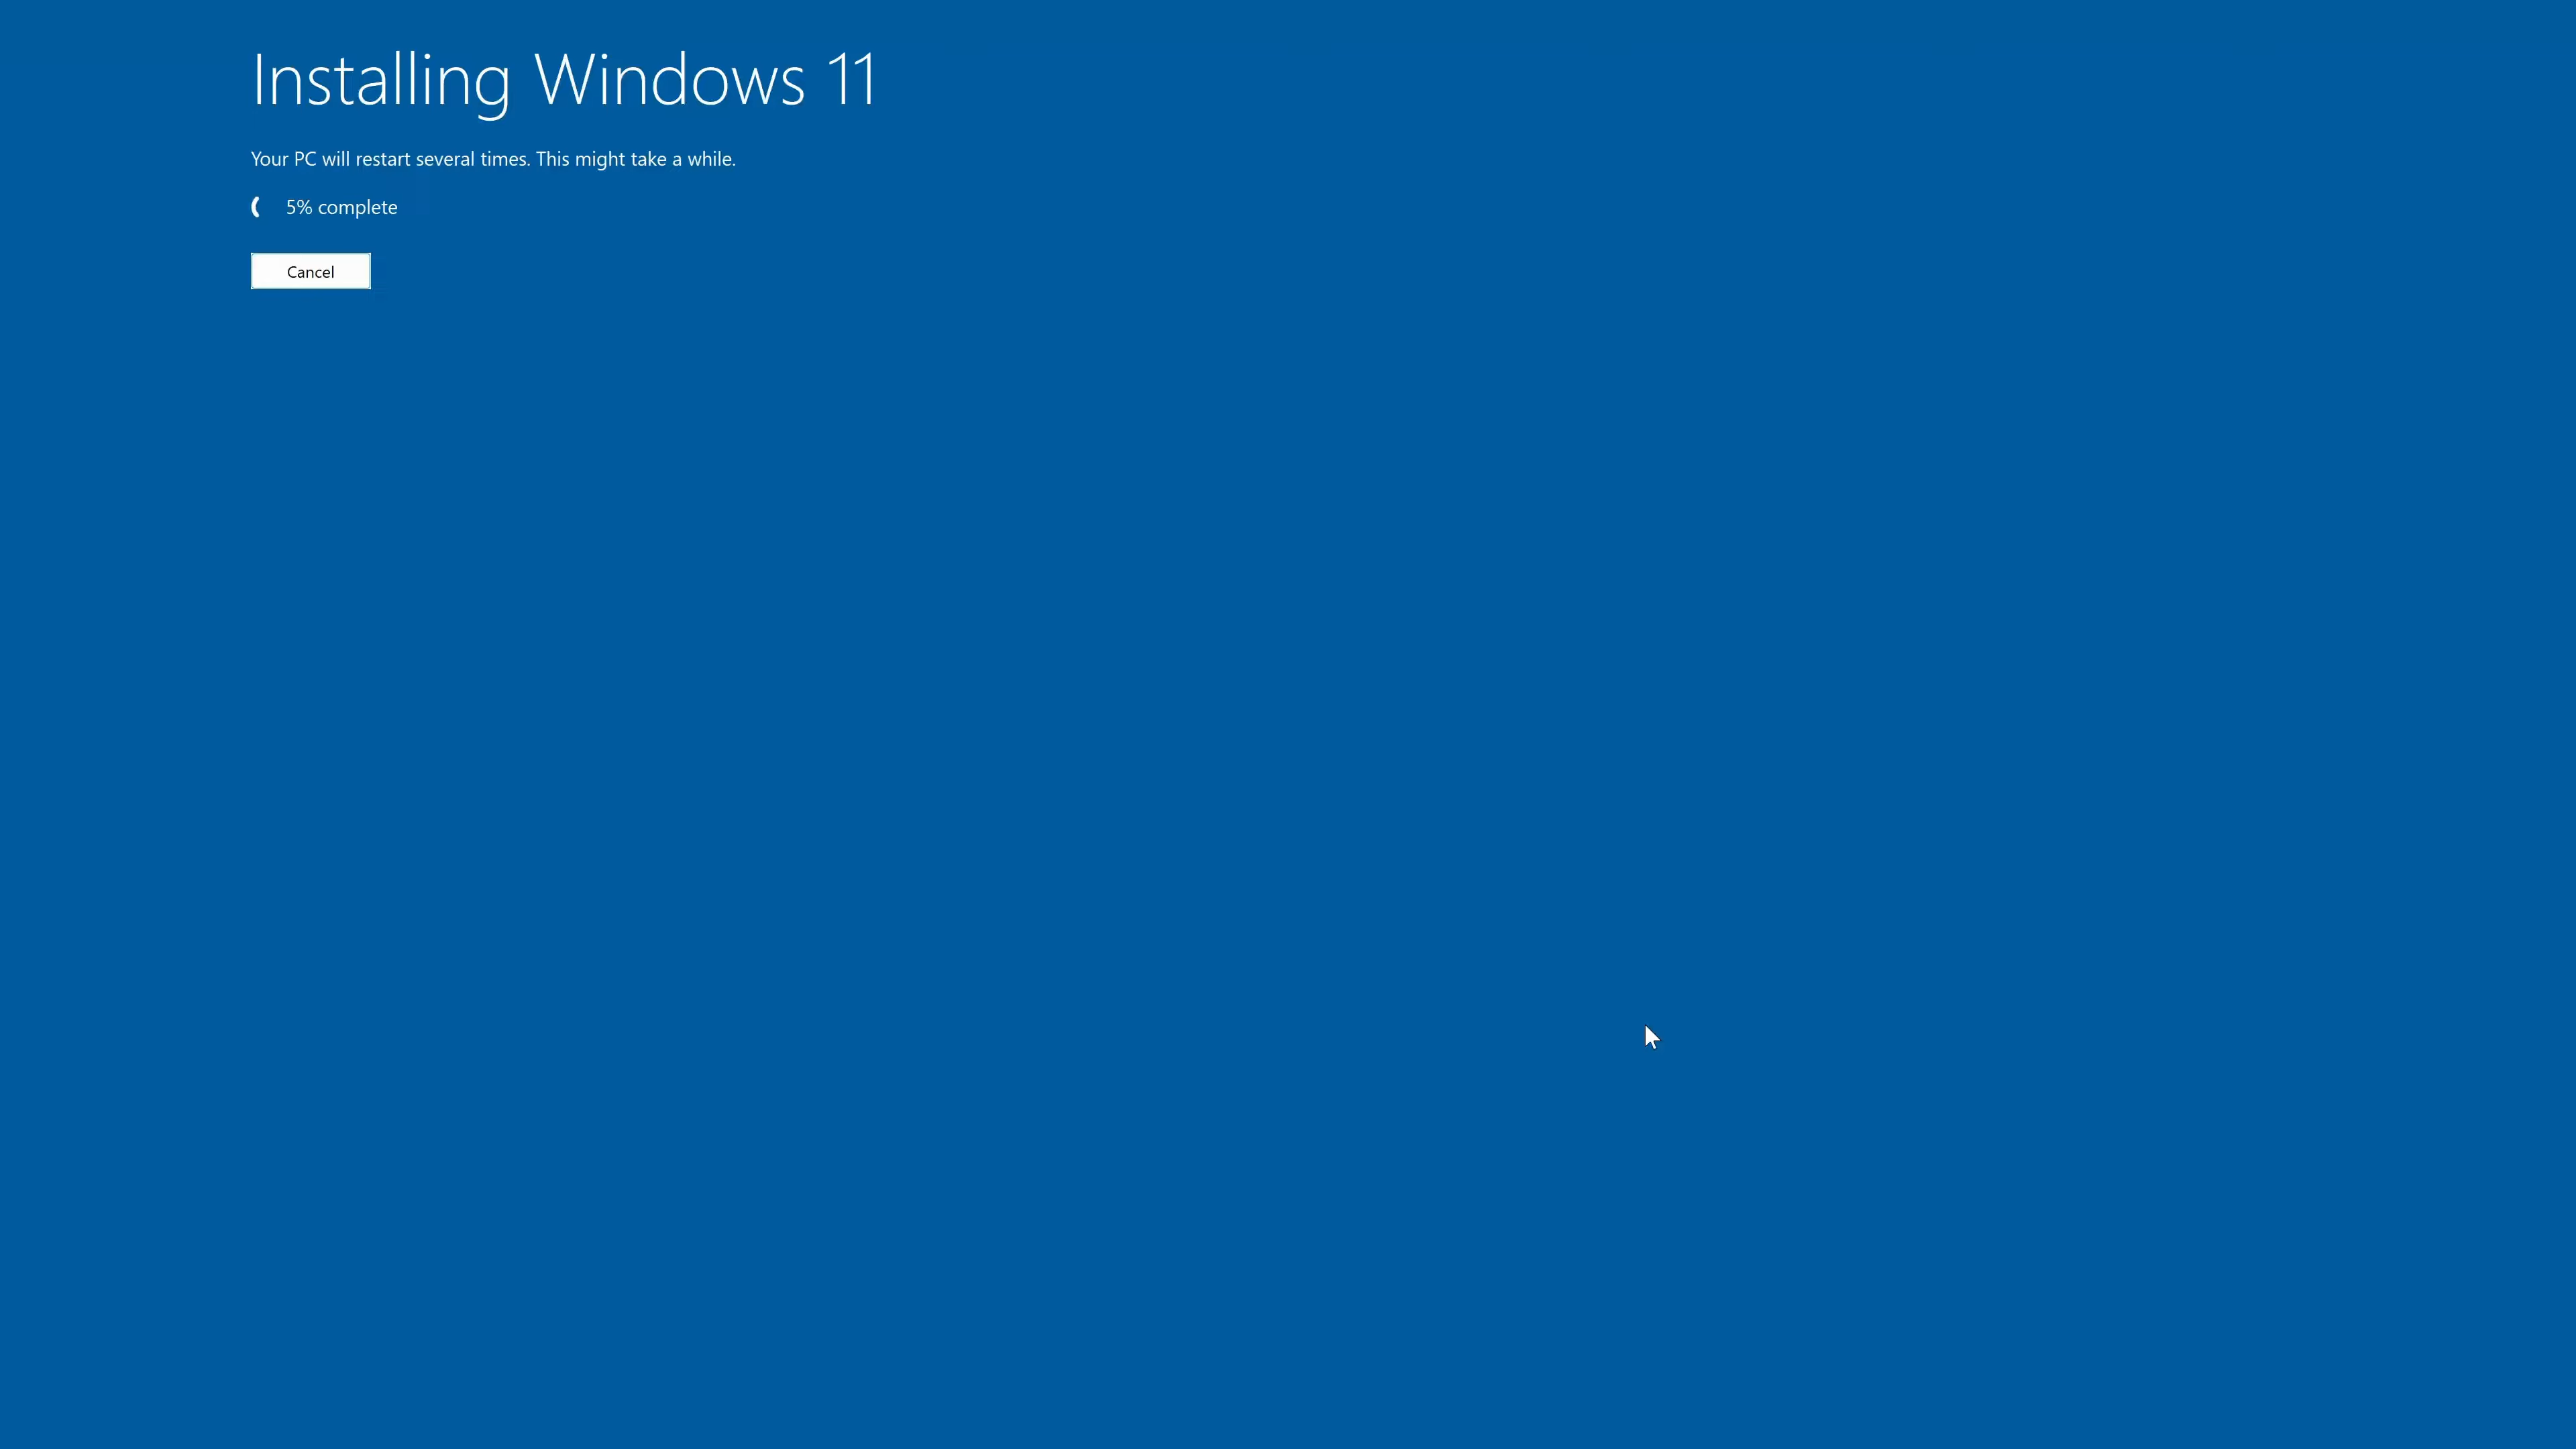 Installing Windows 11
Your PC will restart several times. This might take a while.
5% complete
Cancel